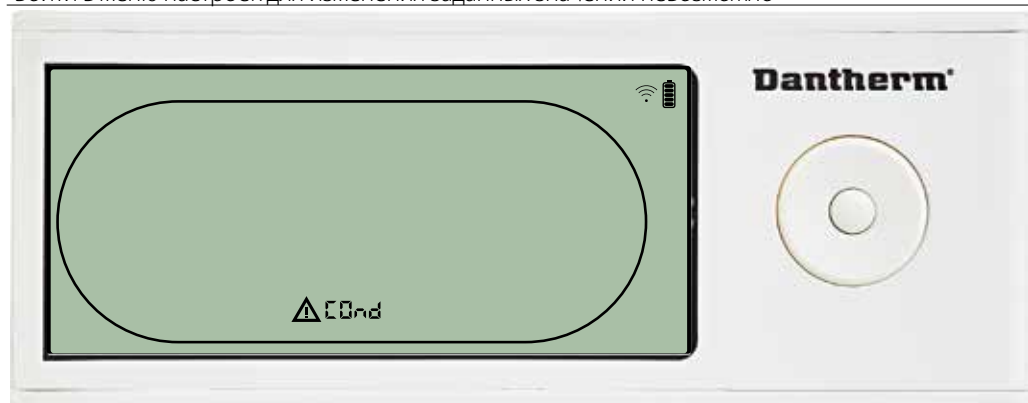 войти в меню настроек для изменения заданных значений невозможно
Dantherm®
COnd